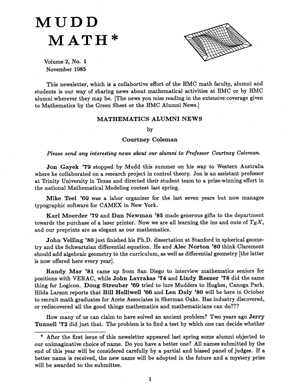 MUDD
MATH*
Volume 2, No. 1
November 1985
This newsletter, which is a collaborative effort of the HMC math faculty, alumni and
students is our way of sharing news about mathematical activities at HMC or by HMC
alumni wherever they may be. [The news you miss reading in the extensive coverage given
to Mathematics by the Green Sheet or the HMC Alumni News.]
MATHEMATICS ALUMNI NEWS
by
Courtney Coleman
Please send any interesting news about our alumni to Professor Courtney Coleman.
Jon Gayek '79 stopped by Mudd this summer on his way to Western Australia
where he collaborated on a research project in control theory. Jon is an assistant professor
at Trinity University in Texas and directed their student team to a prize-winning effort in
the national Mathematical Modeling contest last spring.
Mike Teel '69 was a labor organizer for the last seven years but now manages
typographic software for CAMEX in New York.
Karl Moerder '79 and Dan Newman '85 made generous gifts to the department
towards the purchase of a laser printer. Now we are all learning the ins and outs of TEX,
and our preprints are as elegant as our mathematics.
John Velling '80 just finished his Ph.D. dissertation at Stanford in spherical geome-
try and the Schwartzian differential equation. He and Alec Norton '80 think Claremont
should add algebraic geometry to the curriculum, as well as differential geometry [the latter
is now offered here every year].
Randy Mar '81 came up from San Diego to interview mathematics seniors for
positions with VERAC, while John Lavrakas '74 and Lindy Resner '78 did the same
thing for Logicon. Doug Streuber '69 tried to lure Mudders to Hughes, Canoga Park.
Hilda Larson reports that Bill Helliwell '66 and Len Daly '80 will be here in October
to recruit math graduates for Arete Associates in Sherman Oaks. Has industry discovered,
or rediscovered all the good things mathematics and mathematicians can do???
How many of us can claim to have solved an ancient problem? Two years ago Jerry
Tunnell '72 did just that. The problem is to find a test by which one can decide whether
* After the first issue of this newsletter appeared last spring some alumni objected to
our unimaginative choice of name. Do you have a better one? All names submitted by the
end of this year will be considered carefully by a partial and biased panel of judges. If a
better name is received, the new name will be adopted in the future and a mystery prize
will be awarded to the submitter.
1